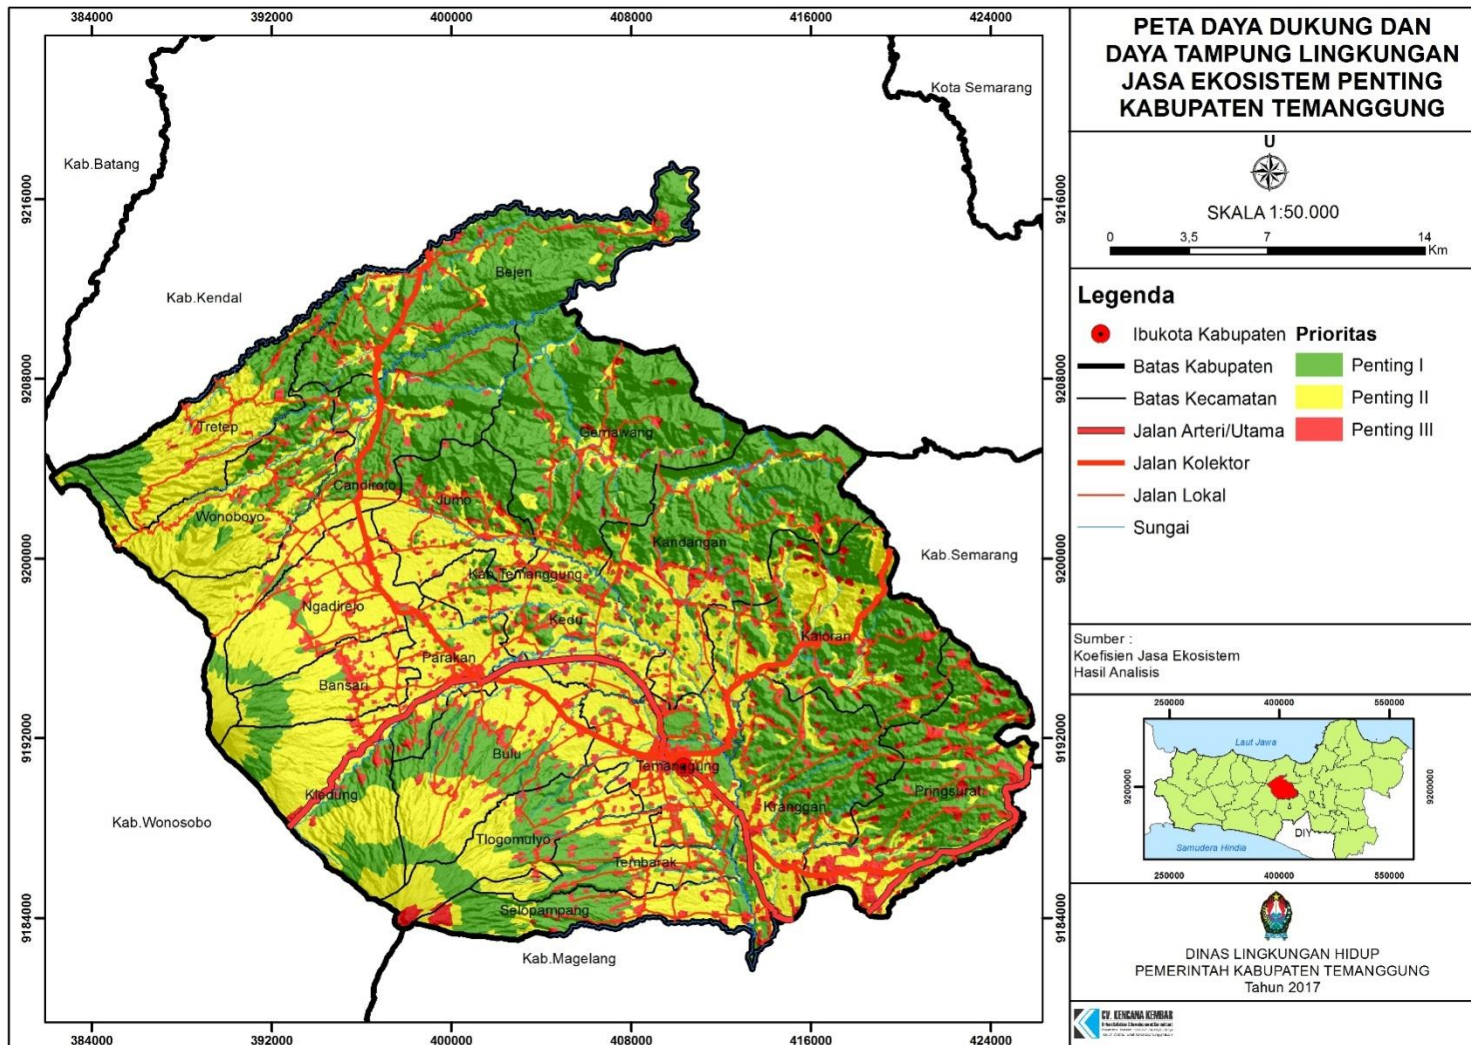 384000
392000
400000
408000
416000
424000
9216000
9208000
9200000
9192000
9184000
Kota Semarang
Kab.Batang
Kab.Kendal
Bejen
Tretep
Gemawang
Candiroto
Jumo
Wonoboyo
Kandangan
Kab.Semarang
Kab.Temanggung
Ngadirejo
Kedu
Kaloran
Parakan
Bansari
Bulu
Temanggung
Kledung
Kranggan
Pringsurat
Kab.Wonosobo
Tlogomulyo
Tembarak
Selopampang
Kab.Magelang
9216000
9208000
9200000
9192000
9184000
384000
392000
400000
408000
416000
424000
PETA DAYA DUKUNG DAN
DAYA TAMPUNG LINGKUNGAN
JASA EKOSISTEM PENTING
KABUPATEN TEMANGGUNG
U
SKALA 1:50.000
0 3,5 7 14
Km
Legenda
Ibukota Kabupaten
Batas Kabupaten
Batas Kecamatan
Jalan Arteri/Utama
Jalan Kolektor
Jalan Lokal
Sungai
Prioritas
Penting I
Penting II
Penting III
Sumber :
Koefisien Jasa Ekosistem
Hasil Analisis
250000 400000 550000
Laut Jawa
9200000
9200000
DIY
Samudera Hindia
250000 400000 550000
DINAS LINGKUNGAN HIDUP
PEMERINTAH KABUPATEN TEMANGGUNG
Tahun 2017
CV. KENCANA KEMBAR